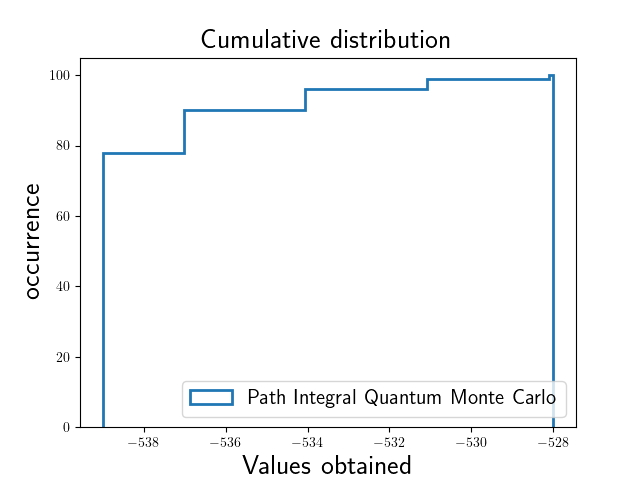 Cumulative distribution
occurrence
100
80
60
40
20
0
Path Integral Quantum Monte Carlo
−538 −536 −534 −532 −530 −528
Values obtained